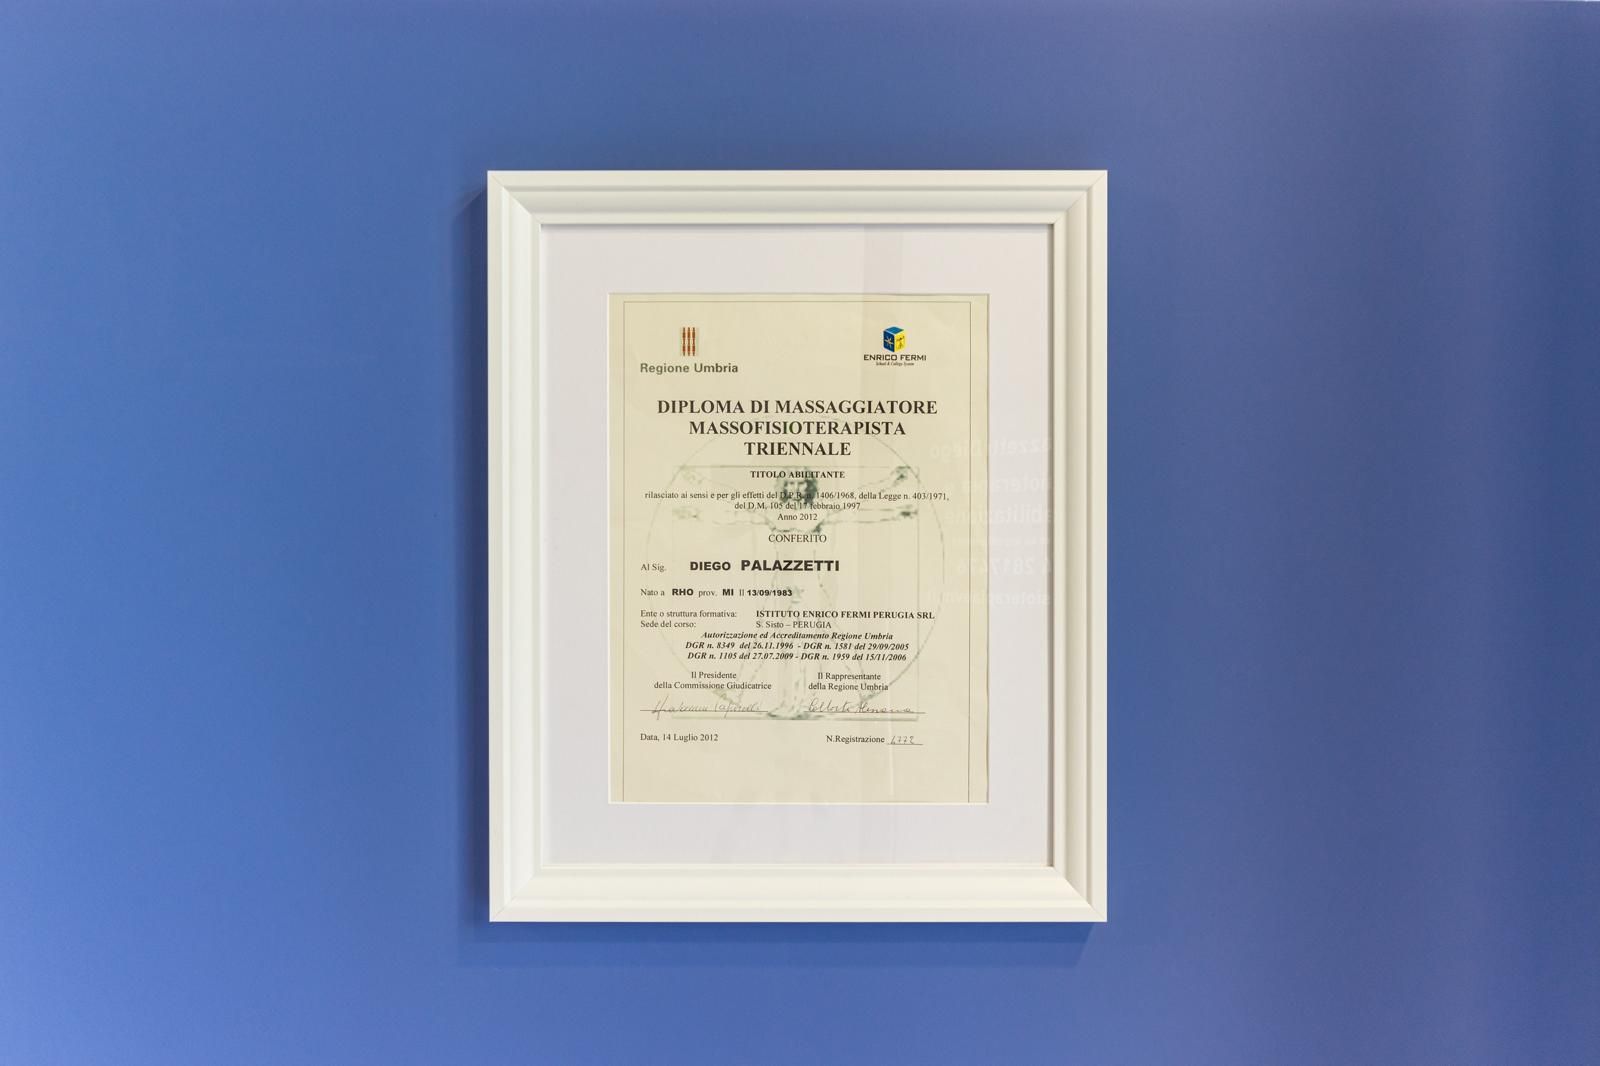 Regione Umbria
ENRICO FERMI
School & College System
DIPLOMA DI MASSAGGIATORE
MASSOFISIOTERAPISTA
TRIENNALE
TITOLO ABILITANTE
rilasciato ai sensi e per gli effetti del D.P.R. n. 1406/1968, della Legge n. 403/1971,
del D.M. 105 del 17 febbraio 1997
Anno 2012
CONFERITO
Al Sig. DIEGO PALAZZETTI
Nato a RHO prov. MI Il 13/09/1983
Ente o struttura formativa: ISTITUTO ENRICO FERMI PERUGIA SRL
Sede del corso: S. Sisto – PERUGIA
Autorizzazione ed Accreditamento Regione Umbria
DGR n. 8349 del 26.11.1996 - DGR n. 1581 del 29/09/2005
DGR n. 1105 del 27.07.2009 - DGR n. 1959 del 15/11/2006
Il Presidente
della Commissione Giudicatrice
Il Rappresentante
della Regione Umbria
Data, 14 Luglio 2012
N.Registrazione 4772